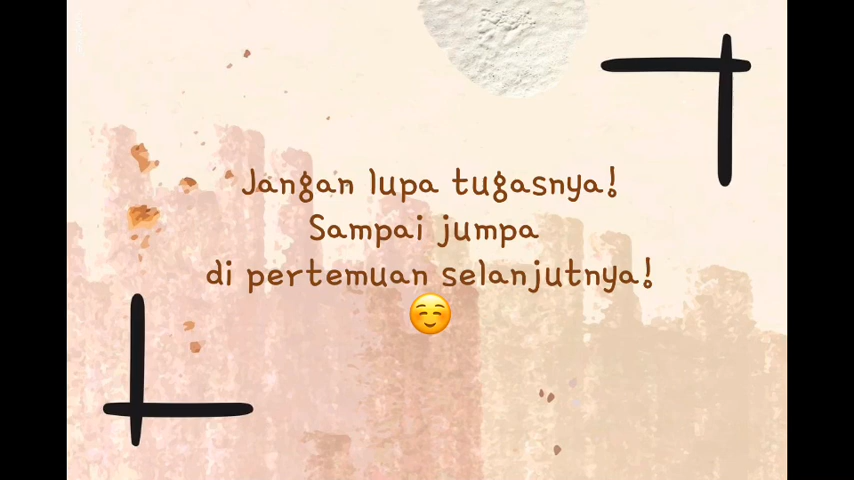 Jangan lupa tugasnya!
Sampai jumpa
di pertemuan selanjutnya!
☺️